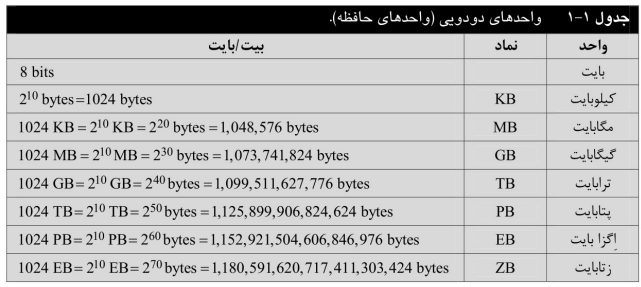 جدول ۱-۱ واحدهای دودویی (واحدهای حافظه).
واحد نماد بیت/بایت
بایت 8 bits
کیلوبایت KB 2^10 bytes=1024 bytes
مگابایت MB 1024 KB = 2^10 KB = 2^20 bytes = 1,048,576 bytes
گیگابایت GB 1024 MB = 2^10 MB = 2^30 bytes = 1,073,741,824 bytes
ترابایت TB 1024 GB = 2^10 GB= 2^40 bytes = 1,099,511,627,776 bytes
پتابایت PB 1024 TB = 2^10 TB = 2^50 bytes = 1,125,899,906,824,624 bytes
اِگزا بایت EB 1024 PB = 2^10 PB= 2^60 bytes = 1,152,921,504,606,846,976 bytes
زتابایت ZB 1024 EB= 2^10 EB= 2^70 bytes = 1,180,591,620,717,411,303,424 bytes